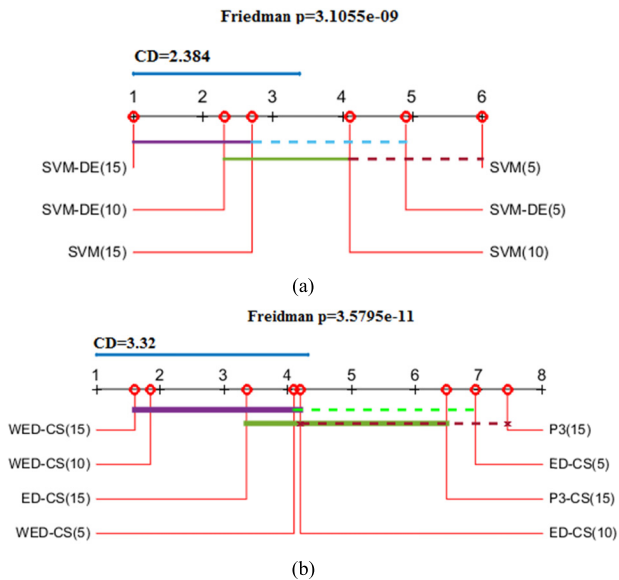 Friedman p=3.1055e-09
CD=2.384
1 2 3 4 5 6
SVM-DE(15) SVM(5)
SVM-DE(10) SVM-DE(5)
SVM(15) SVM(10)
(a)
Freidman p=3.5795e-11
CD=3.32
1 2 3 4 5 6 7 8
WED-CS(15) P3(15)
WED-CS(10) ED-CS(5)
ED-CS(15) P3-CS(15)
WED-CS(5) ED-CS(10)
(b)